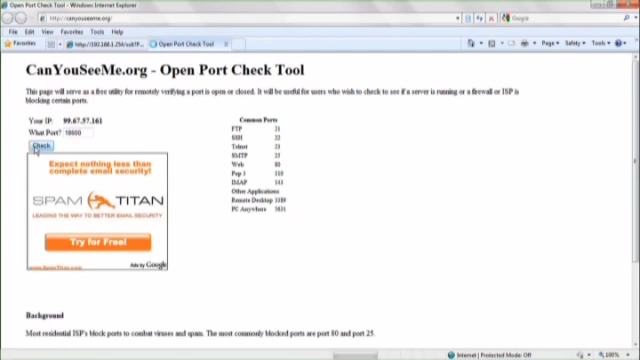 Open Port Check Tool - Windows Internet Explorer
http://canyouseeme.org/
Google
File Edit View Favorites Tools Help
Favorites
Open Port Check Tool
Page Safety Tools
CanYouSeeMe.org - Open Port Check Tool
This page will serve as a free utility for remotely verifying a port is open or closed. It will be useful for users who wish to check to see if a server is running or a firewall or ISP is
blocking certain ports.
Your IP:
What Port?
Check
Common Ports
FTP 21
SSH 22
Telnet 23
SMTP 25
Web 80
Pop 3 110
IMAP 143
Other Applications
Remote Desktop 3389
PC Anywhere 5631
Expect nothing less than
complete email security!
SPAM TITAN
LEADING THE WAY TO BETTER EMAIL SECURITY
Try for Free!
www.SpamTitan.com
Ads by Google
Background
Most residential ISP's block ports to combat viruses and spam. The most commonly blocked ports are port 80 and port 25.
Internet | Protected Mode: Off
100%